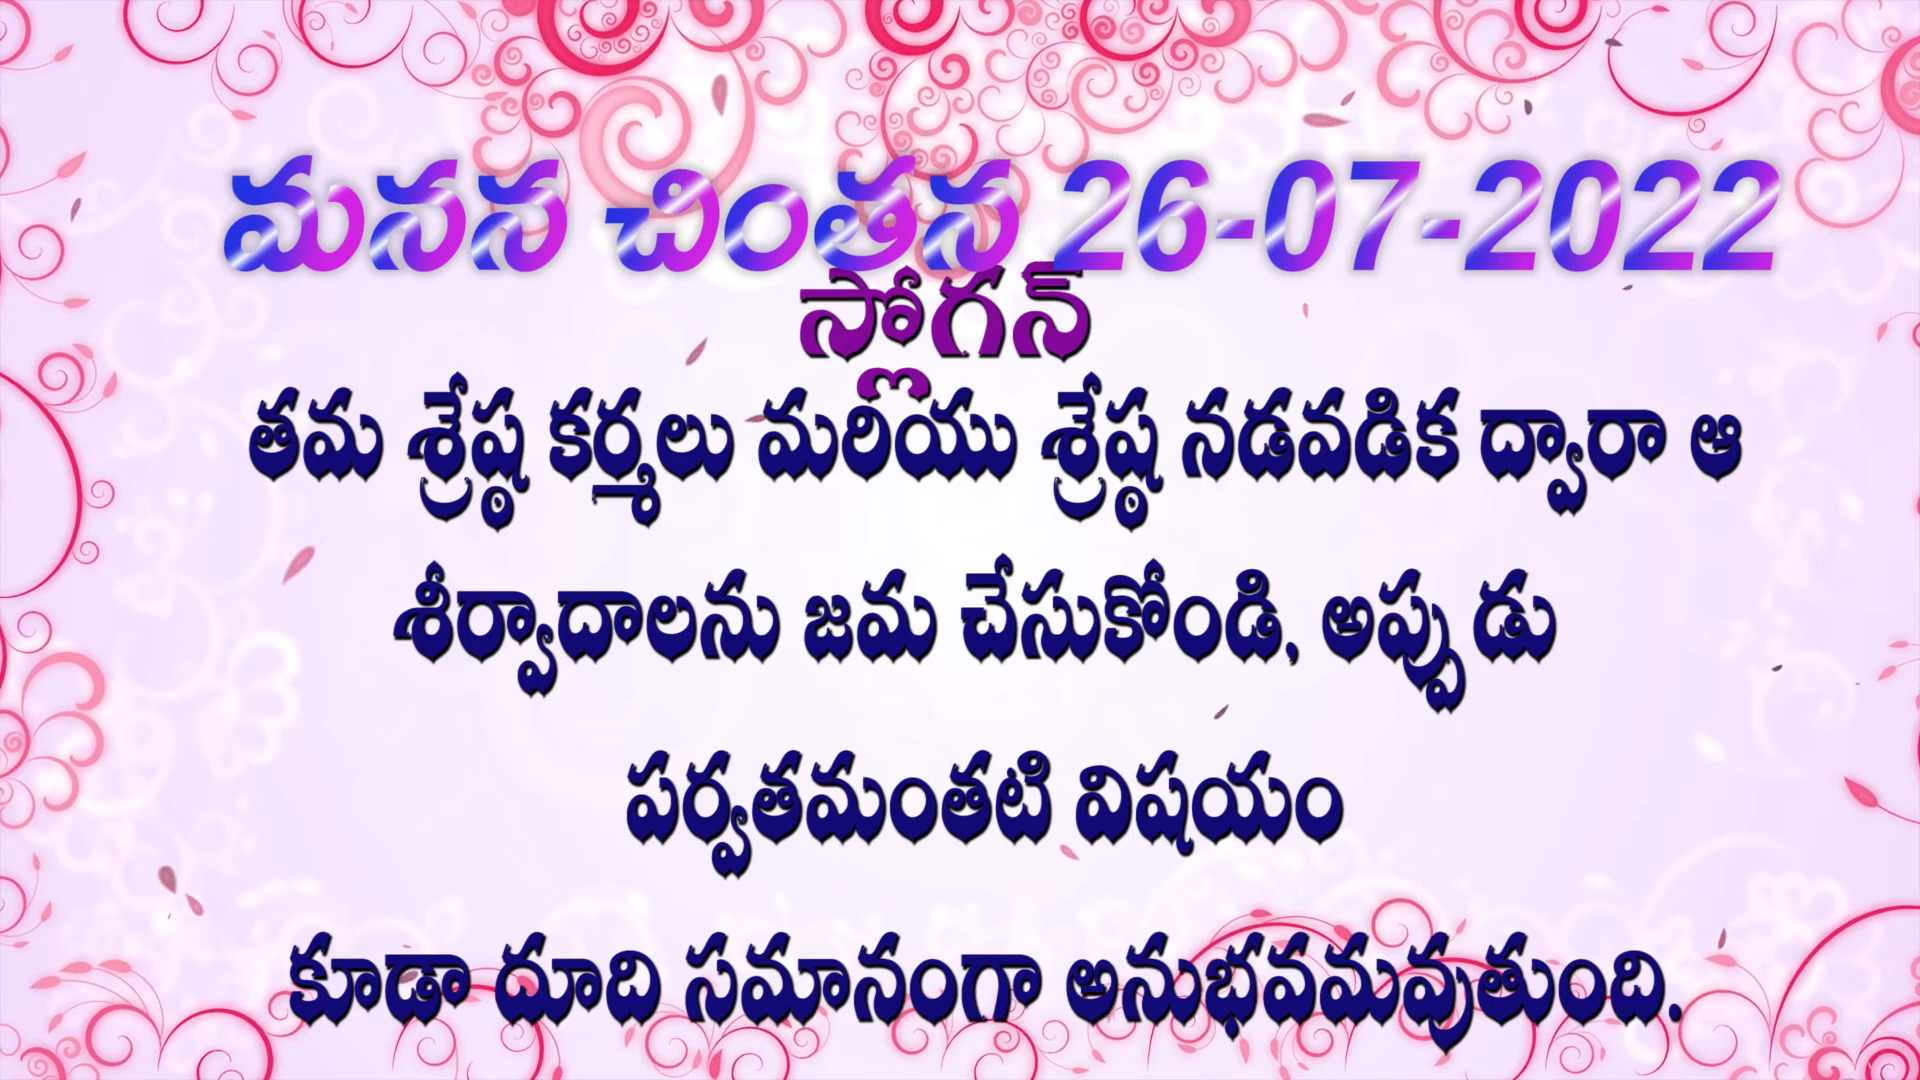 మనన చింతన 26-07-2022
స్లోగన్
తమ శ్రేష్ఠ కర్మలు మరియు శ్రేష్ఠ నడవడిక ద్వారా ఆ
శీర్వాదాలను జమ చేసుకోండి, అప్పుడు
పర్వతమంతటి విషయం
కూడా దూది సమానంగా అనుభవమవుతుంది.